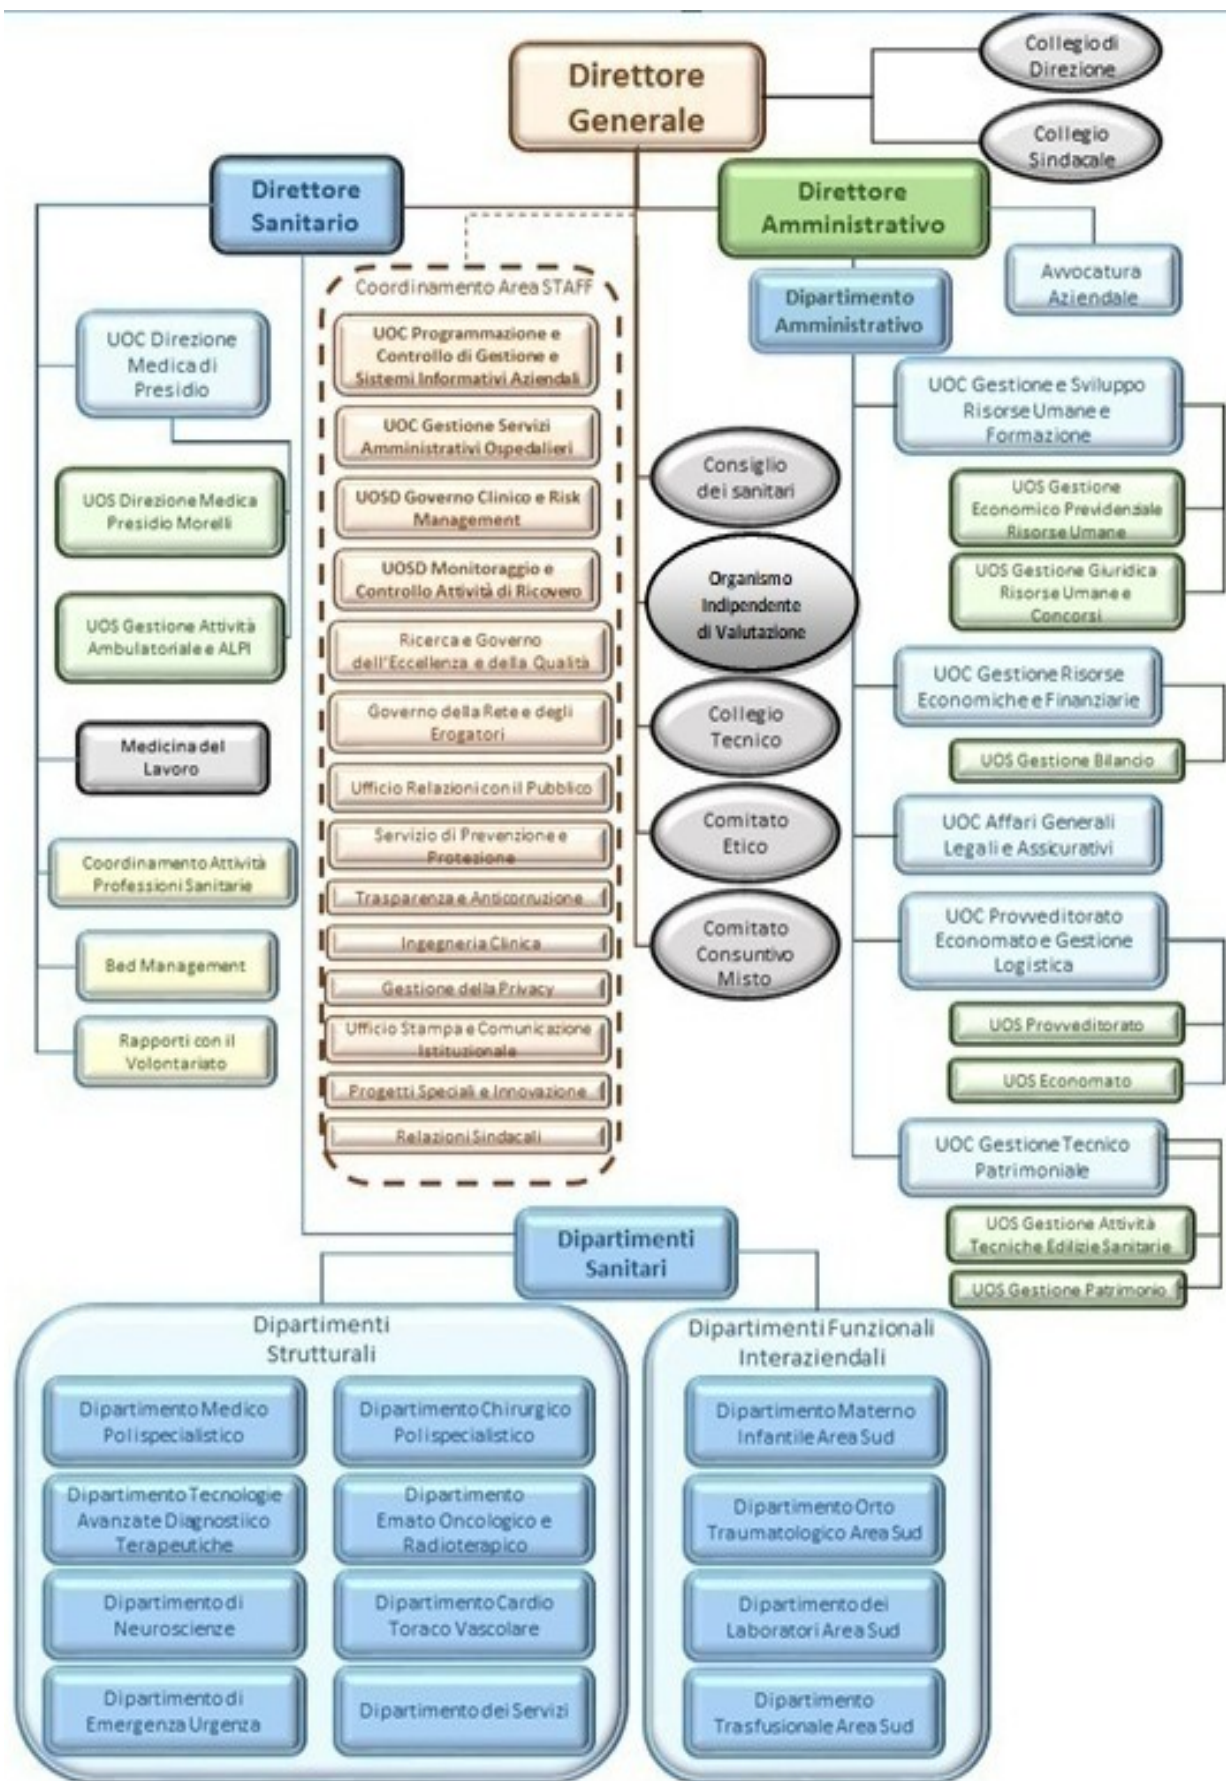 Direttore
Generale
Collegio di
Direzione
Collegio
Sindacale
Direttore
Sanitario
Direttore
Amministrativo
Avvocatura
Aziendale
Dipartimento
Amministrativo
UOC Direzione
Medica di
Presidio
UOS Direzione Medica
Presidio Morelli
UOS Gestione Attività
Ambulatoriale e ALPI
Medicina del
Lavoro
Coordinamento Attività
Professioni Sanitarie
Bed Management
Rapporti con il
Volontariato
Coordinamento Area STAFF
UOC Programmazione e
Controllo di Gestione e
Sistemi Informativi Aziendali
UOC Gestione Servizi
Amministrativi Ospedalieri
UOSD Governo Clinico e Risk
Management
UOSD Monitoraggio e
Controllo Attività di Ricovero
Ricerca e Governo
dell'Eccellenza e della Qualità
Governo della Rete e degli
Erogatori
Ufficio Relazioni con il Pubblico
Servizio di Prevenzione e
Protezione
Trasparenza e Anticorruzione
Ingegneria Clinica
Gestione della Privacy
Ufficio Stampa e Comunicazione
Istituzionale
Progetti Speciali e Innovazione
Relazioni Sindacali
Consiglio
dei sanitari
Organismo
Indipendente
di Valutazione
Collegio
Tecnico
Comitato
Etico
Comitato
Consuntivo
Misto
UOC Gestione e Sviluppo
Risorse Umane e
Formazione
UOS Gestione
Economico Previdenziale
Risorse Umane
UOS Gestione Giuridica
Risorse Umane e
Concorsi
UOC Gestione Risorse
Economiche e Finanziarie
UOS Gestione Bilancio
UOC Affari Generali
Legali e Assicurativi
UOC Provveditorato
Economato e Gestione
Logistica
UOS Provveditorato
UOS Economato
UOC Gestione Tecnico
Patrimoniale
UOS Gestione Attività
Tecniche Edilizie Sanitarie
UOS Gestione Patrimonio
Dipartimenti
Sanitari
Dipartimenti
Strutturali
Dipartimento Medico
Polispecialistico
Dipartimento Chirurgico
Polispecialistico
Dipartimento Tecnologie
Avanzate Diagnostiico
Terapeutiche
Dipartimento
Emato Oncologico e
Radioterapico
Dipartimento di
Neuroscienze
Dipartimento Cardio
Toraco Vascolare
Dipartimento di
Emergenza Urgenza
Dipartimento dei Servizi
Dipartimenti Funzionali
Interaziendali
Dipartimento Materno
Infantile Area Sud
Dipartimento Orto
Traumatologico Area Sud
Dipartimento dei
Laboratori Area Sud
Dipartimento
Trasfusionale Area Sud